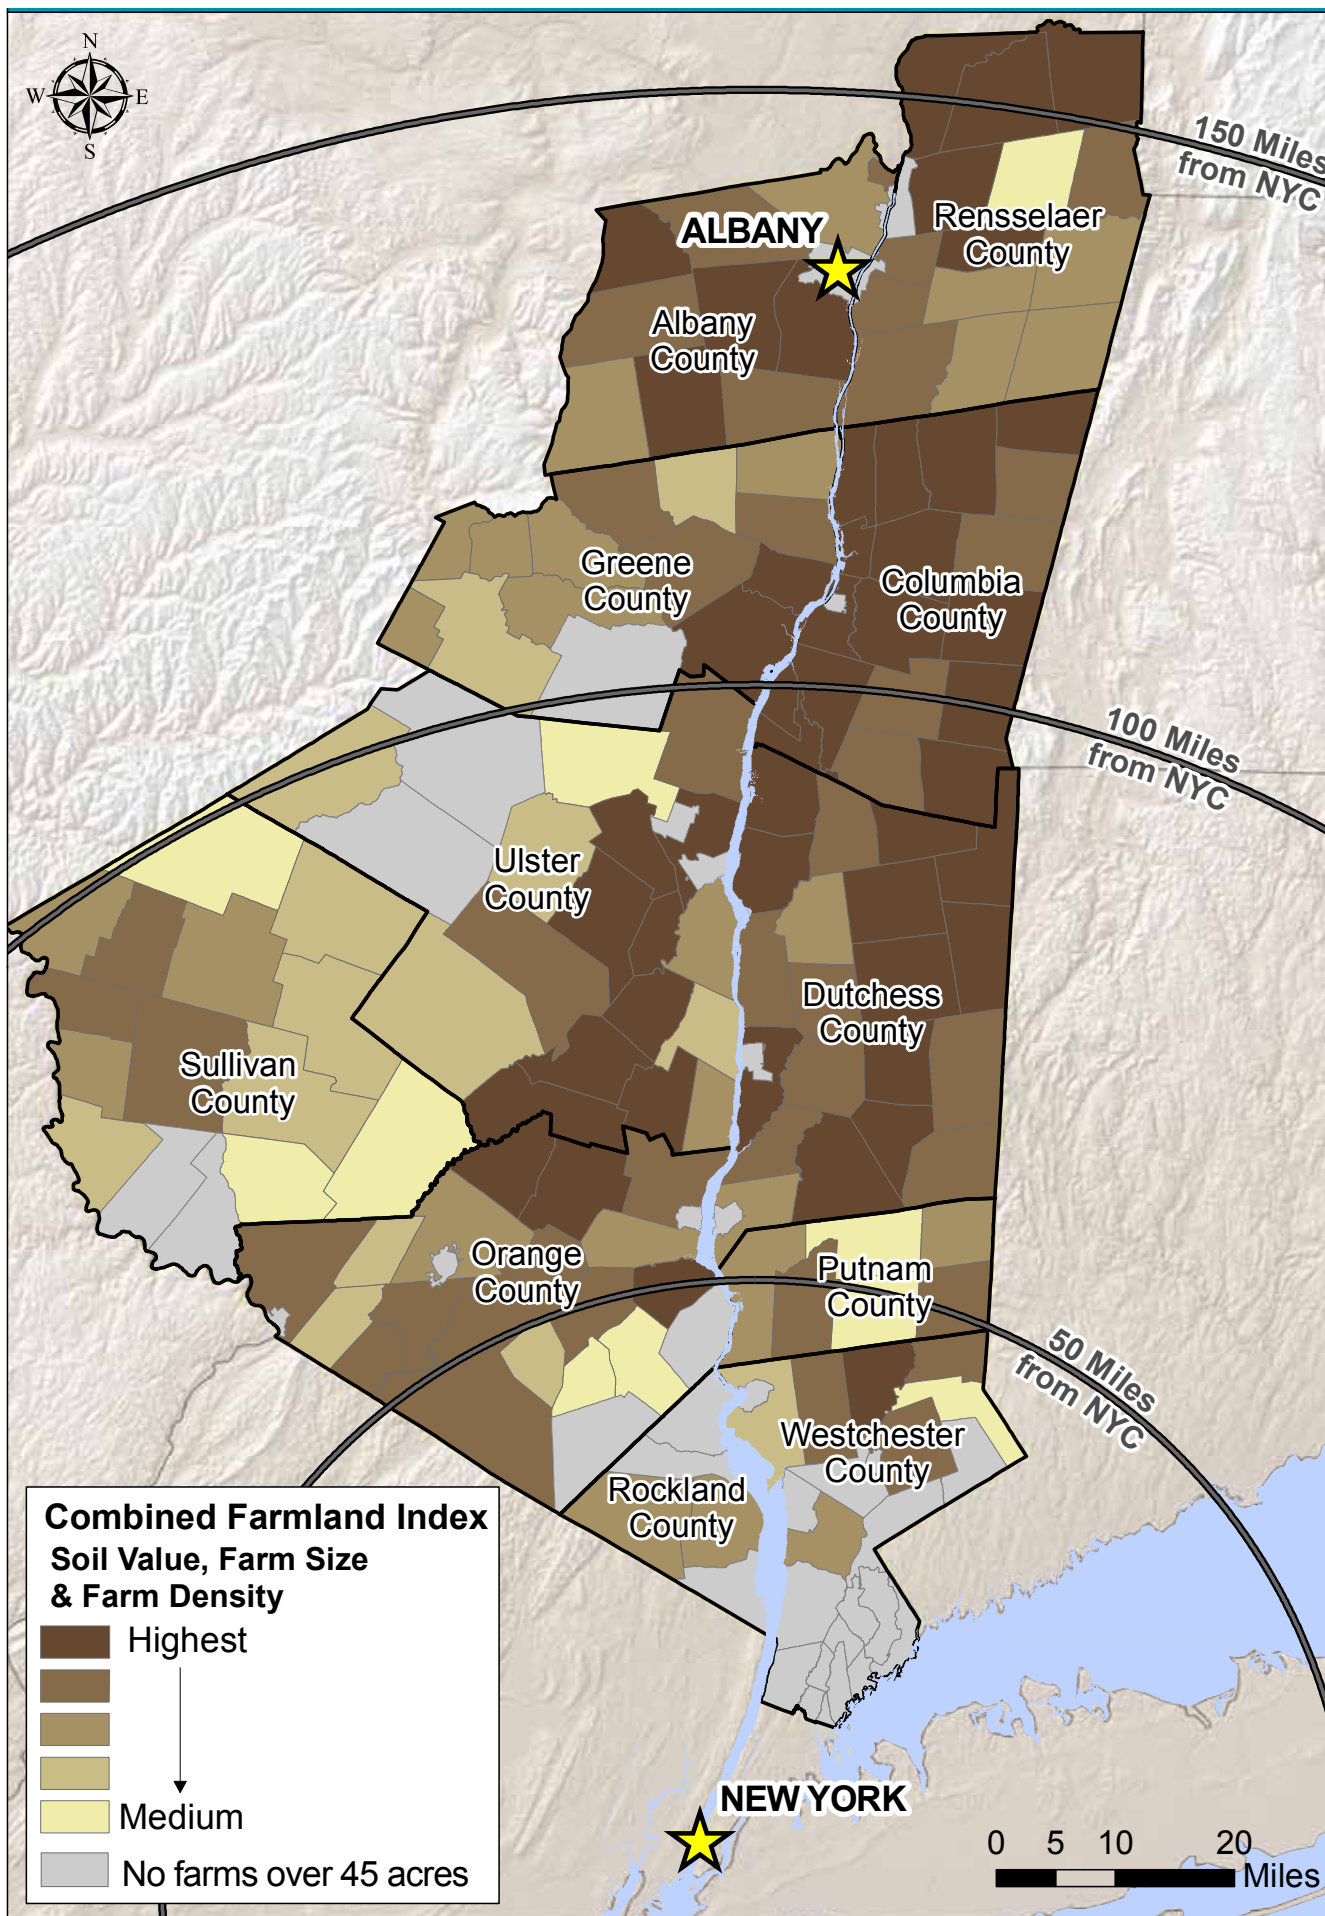 N
W
E
S
150 Miles
from NYC
ALBANY
Rensselaer
County
Albany
County
Greene
County
Columbia
County
100 Miles
from NYC
Ulster
County
Dutchess
County
Sullivan
County
Orange
County
Putnam
County
50 Miles
from NYC
Westchester
County
Rockland
County
Combined Farmland Index
Soil Value, Farm Size
& Farm Density
Highest
Medium
No farms over 45 acres
NEW YORK
0 5 10 20
Miles